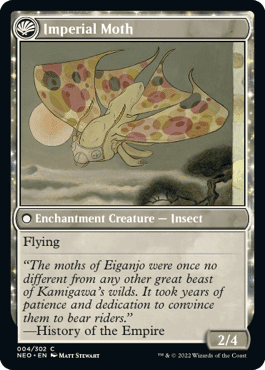 Imperial Moth
Enchantment Creature — Insect
Flying
“The moths of Eiganjo were once no
different from any other great beast
of Kamigawa’s wilds. It took years of
patience and dedication to convince
them to bear riders.”
—History of the Empire
2/4
004/302 C
NEO • EN MATT STEWART
™ & © 2022 Wizards of the Coast